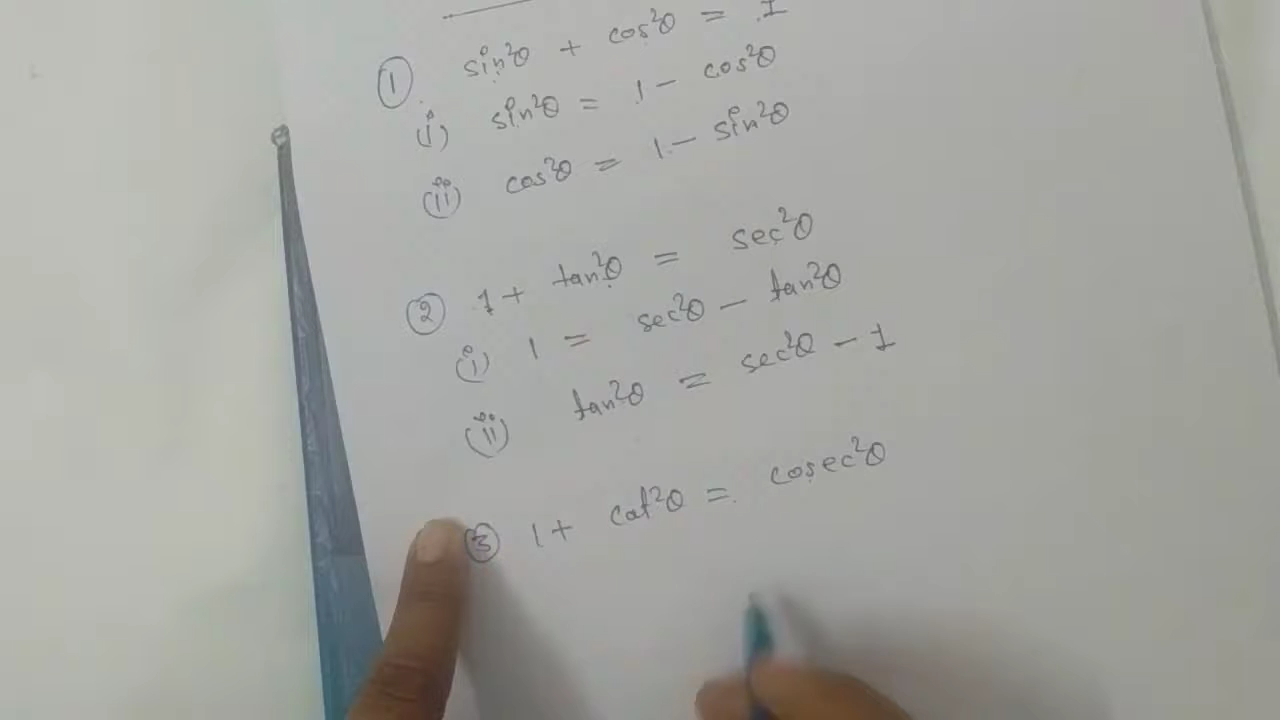 ① sin²θ + cos²θ = 1
(i) sin²θ = 1 - cos²θ
(ii) cos²θ = 1 - sin²θ
② 1 + tan²θ = sec²θ
(i) 1 = sec²θ - tan²θ
(ii) tan²θ = sec²θ - 1
③ 1 + cat²θ = cosec²θ